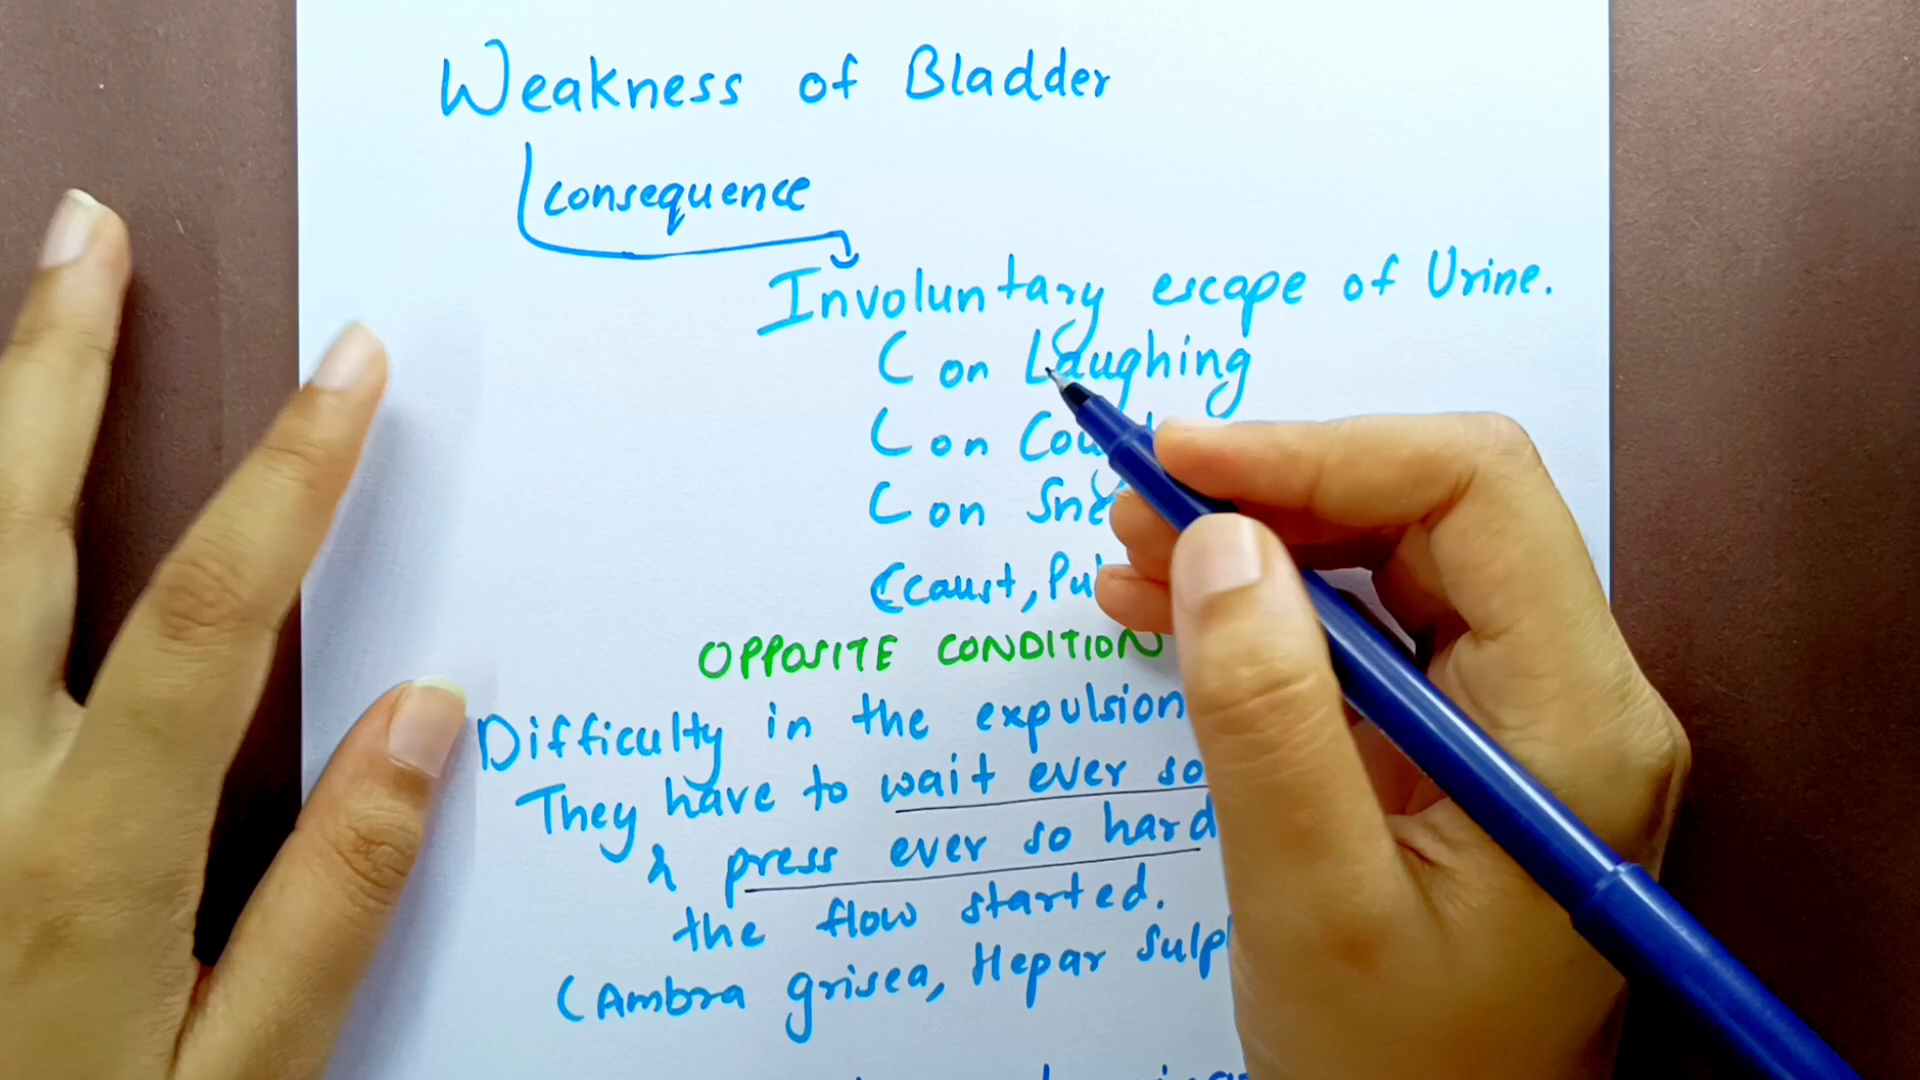 Weakness of Bladder
consequence
Involuntary escape of Urine.
C on Laughing
C on
C on
(caust,
OPPOSITE CONDITION
Difficulty in the expulsion
They have to wait ever so
& press ever so hard
the flow started.
(Ambra grisea, Hepar